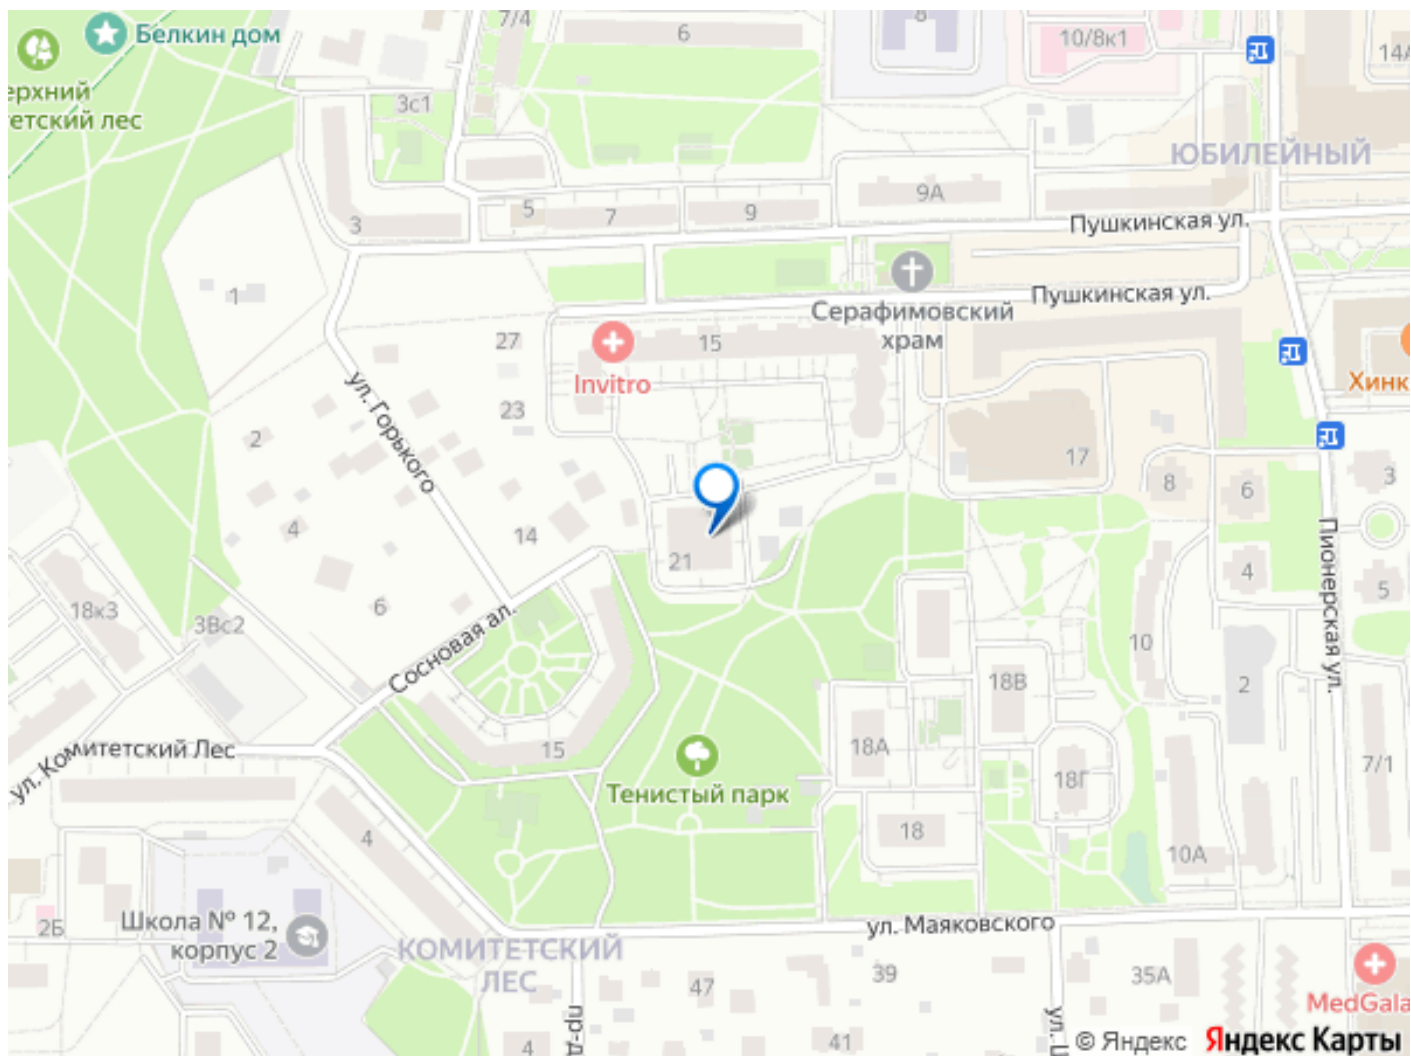 7/4
6
8
10/8к1
14А
Белкин дом
ерхний
етский лес
3с1
ЮБИЛЕЙНЫЙ
3
5
7
9
9А
Пушкинская ул.
1
Пушкинская ул.
Серафимовский
храм
27
15
Invitro
Хинк
23
ул. Горького
2
17
8
6
3
4
14
21
4
5
Пионерская ул.
18к3
3Вс2
6
Сосновая ал.
10
18В
2
ул. Комитетский Лес
15
18А
18Г
7/1
Тенистый парк
4
18
10А
2Б
Школа № 12,
корпус 2
КОМИТЕТСКИЙ
ЛЕС
ул. Маяковского
47
39
35А
MedGala
4
пр-д
41
© Яндекс
Яндекс Карты